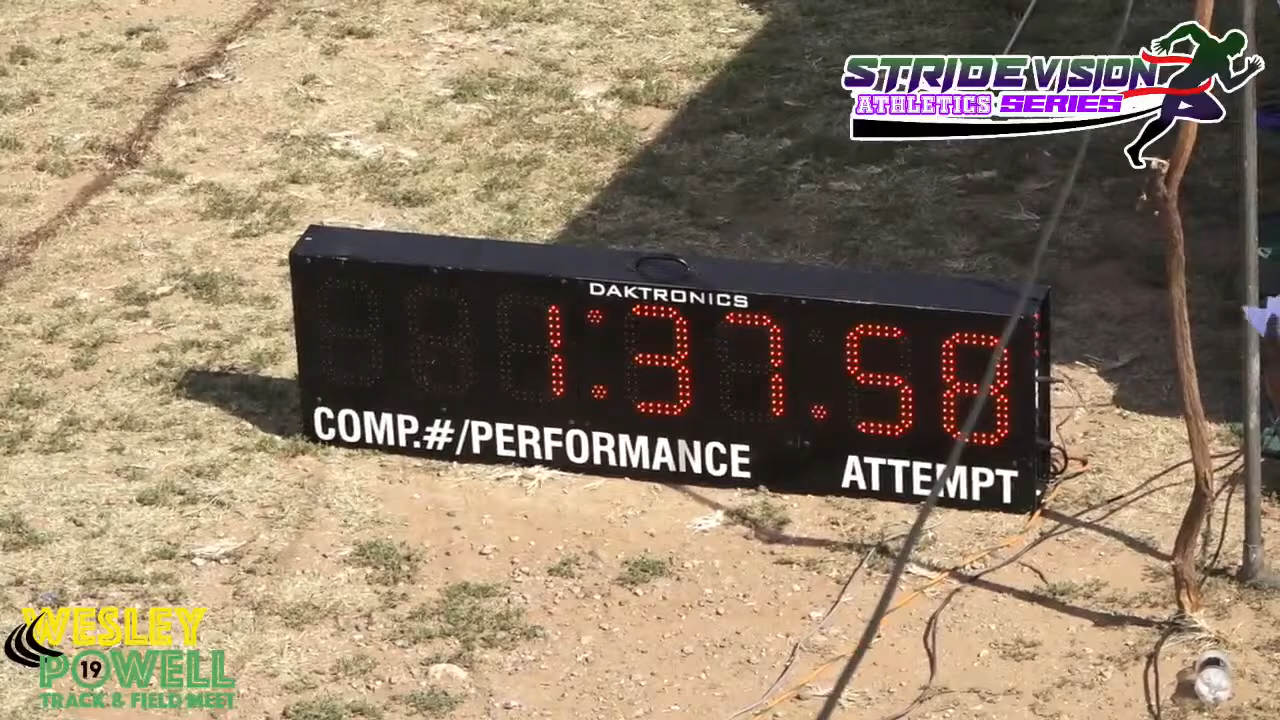 STRIDEVISION
ATHLETICS SERIES
DAKTRONICS
1:37.58
COMP.#/PERFORMANCE
ATTEMPT
WESLEY
POWELL
19
TRACK & FIELD MEET